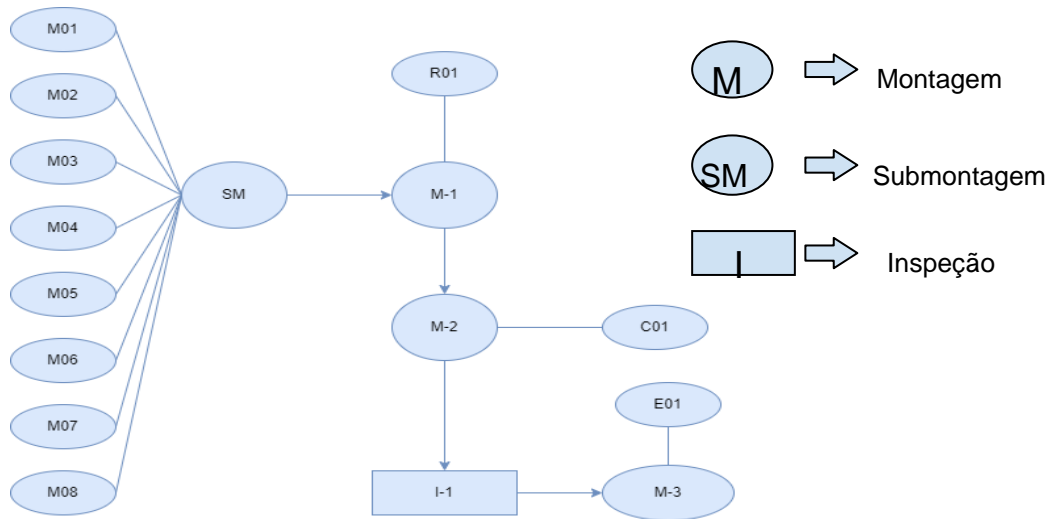 M01
M02
M03
M04
M05
M06
M07
M08
SM
R01
M-1
M-2
C01
E01
I-1
M-3
M
Montagem
SM
Submontagem
I
Inspeção